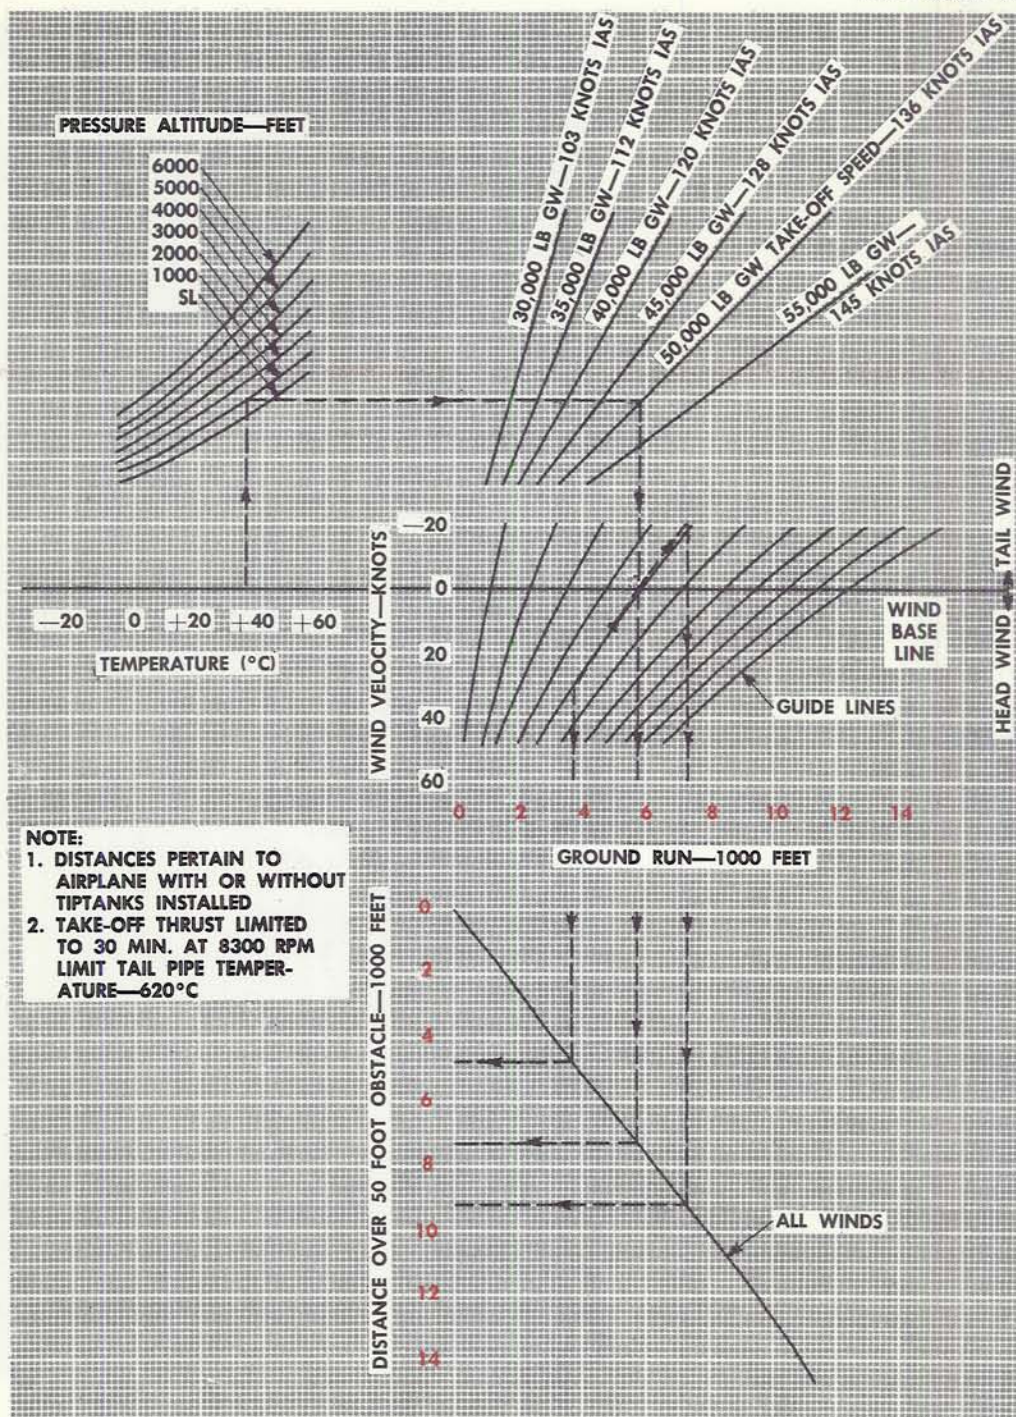 PRESSURE ALTITUDE—FEET
6000
5000
4000
3000
2000
1000
SL
30,000 LB GW—103 KNOTS IAS
35,000 LB GW—112 KNOTS IAS
40,000 LB GW—120 KNOTS IAS
45,000 LB GW—128 KNOTS IAS
50,000 LB GW TAKE-OFF SPEED—136 KNOTS IAS
55,000 LB GW—
145 KNOTS IAS
—20
0
+20
+40
+60
TEMPERATURE (°C)
WIND VELOCITY—KNOTS
—20
0
20
40
60
WIND
BASE
LINE
GUIDE LINES
HEAD WIND
TAIL WIND
0
2
4
6
8
10
12
14
GROUND RUN—1000 FEET
NOTE:
1. DISTANCES PERTAIN TO
AIRPLANE WITH OR WITHOUT
TIPTANKS INSTALLED
2. TAKE-OFF THRUST LIMITED
TO 30 MIN. AT 8300 RPM
LIMIT TAIL PIPE TEMPER-
ATURE—620°C
DISTANCE OVER 50 FOOT OBSTACLE—1000 FEET
0
2
4
6
8
10
12
14
ALL WINDS